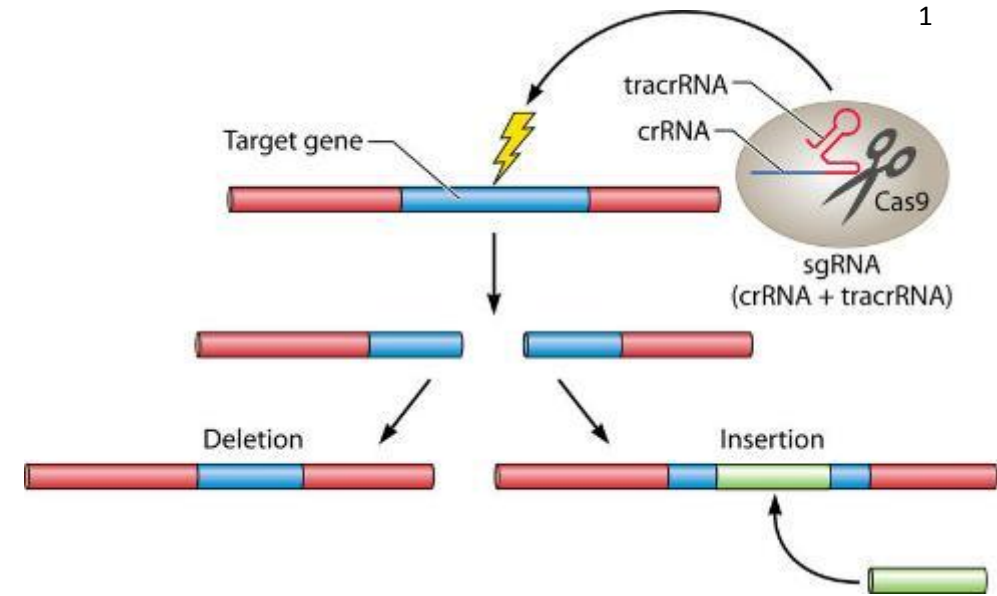 1
tracrRNA
crRNA
Target gene
Cas9
sgRNA
(crRNA + tracrRNA)
Deletion
Insertion